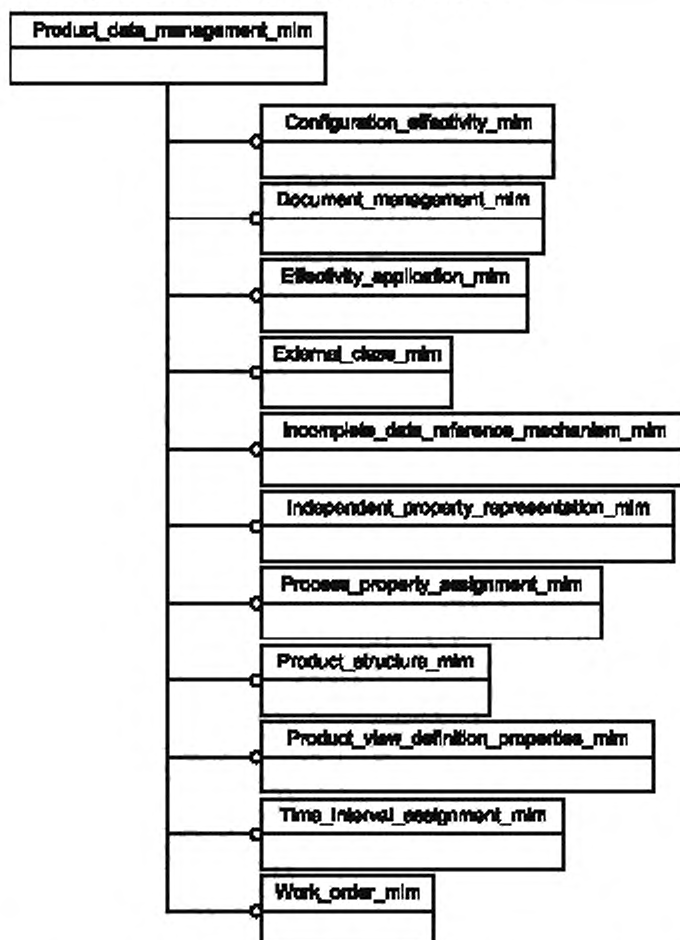 Product_data_management_mim
Configuration_effectivity_mim
Document_management_mim
Effectivity_application_mim
External_class_mim
Incomplete_data_reference_mechanism_mim
Independent_property_representation_mim
Process_property_assignment_mim
Product_structure_mim
Product_view_definition_properties_mim
Time_interval_assignment_mim
Work_order_mim